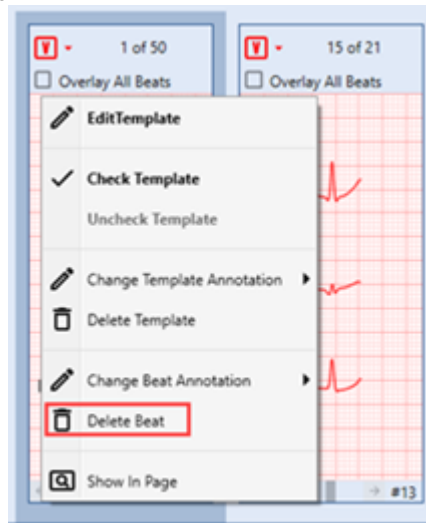 V 1 of 50 V 15 of 21
Overlay All Beats Overlay All Beats
EditTemplate
Check Template
Uncheck Template
Change Template Annotation
Delete Template
Change Beat Annotation
Delete Beat
Show In Page
#13